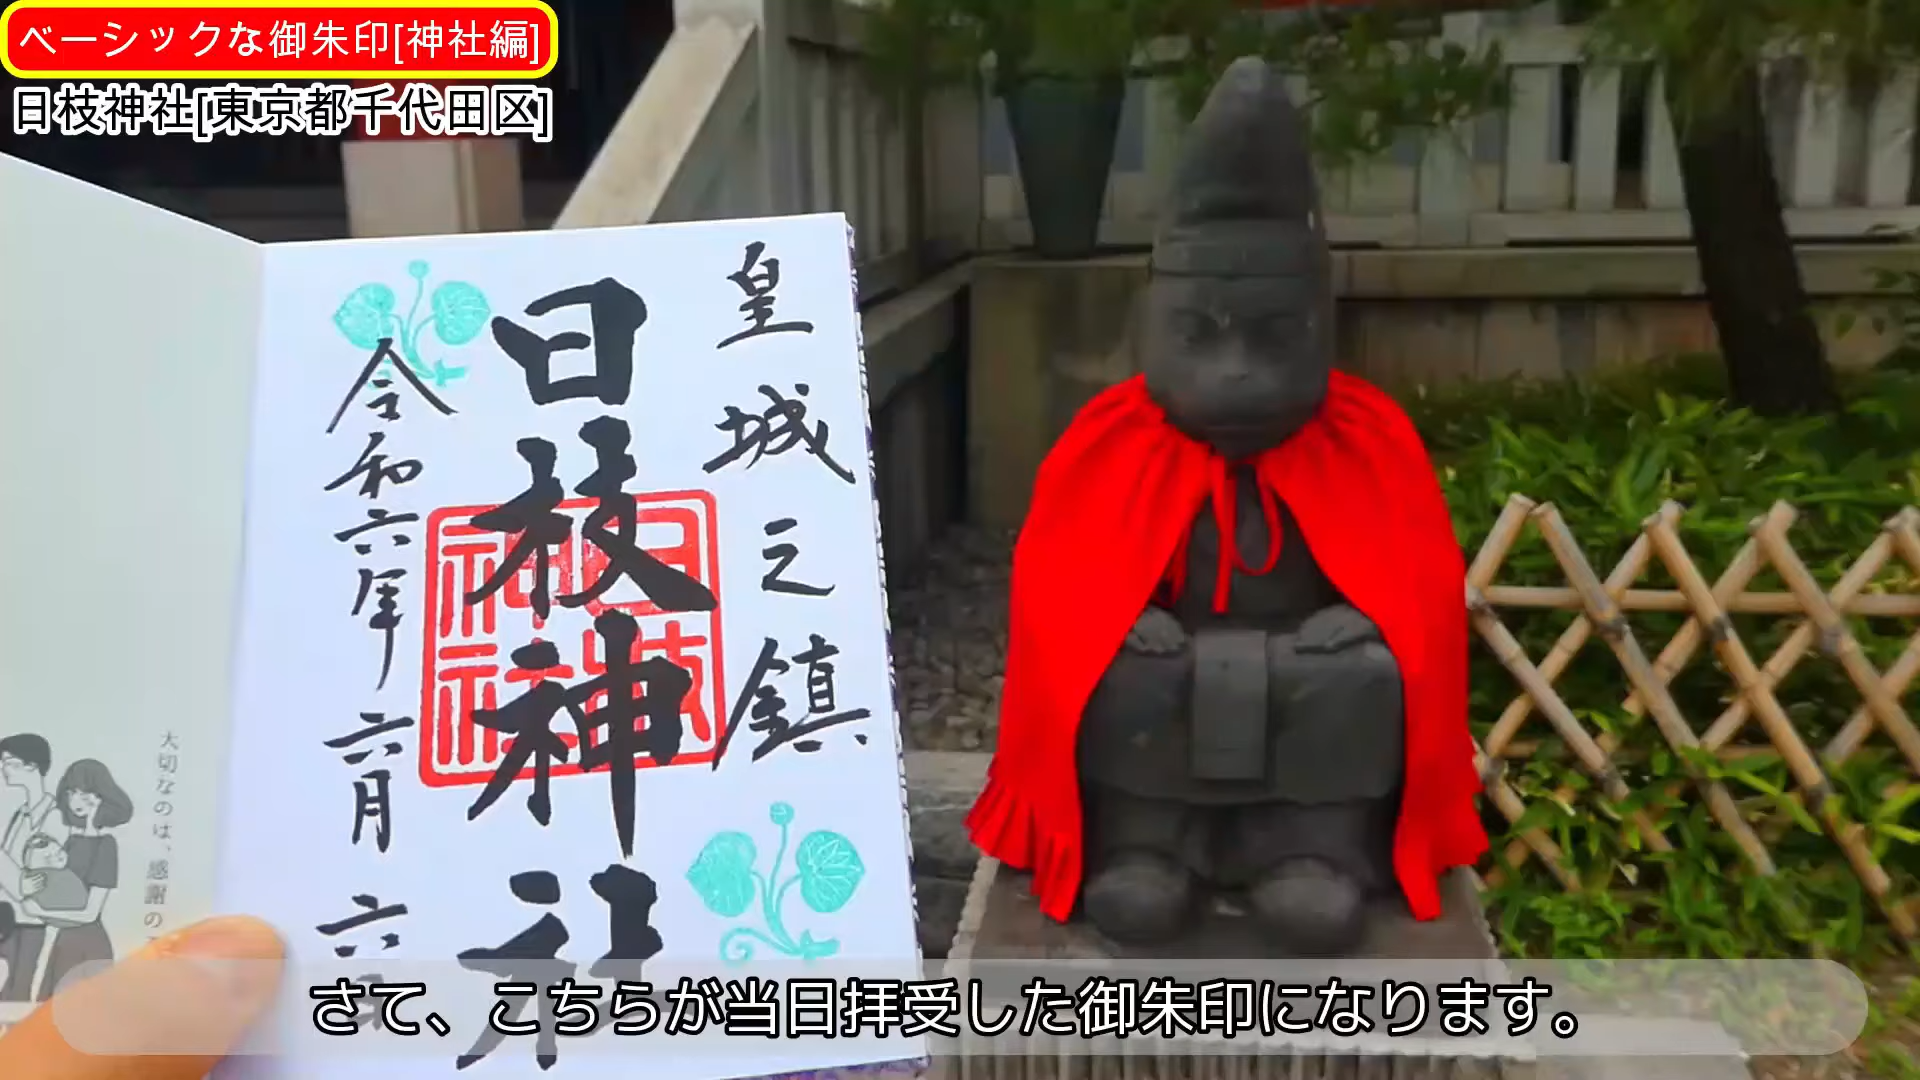 ベーシックな御朱印[神社編]
日枝神社[東京都千代田区]
皇城之鎮
日枝神社
令和六年六月六
日枝神社
大切なのは、感謝の
さて、こちらが当日拝受した御朱印になります。